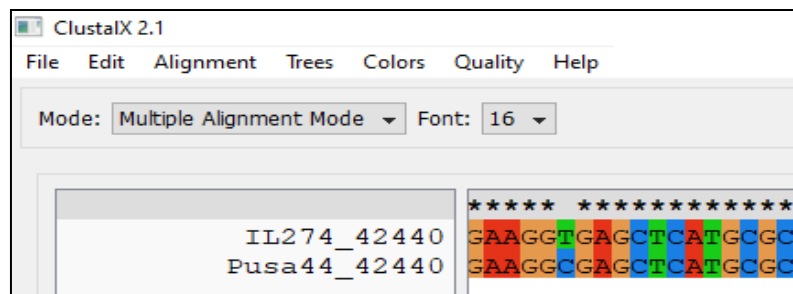 ClustalX 2.1
File Edit Alignment Trees Colors Quality Help
Mode: Multiple Alignment Mode Font: 16
***** ************
IL274_42440 GAAGGTGAGCTCATGCGC
Pusa44_42440 GAAGGCGAGCTCATGCGC